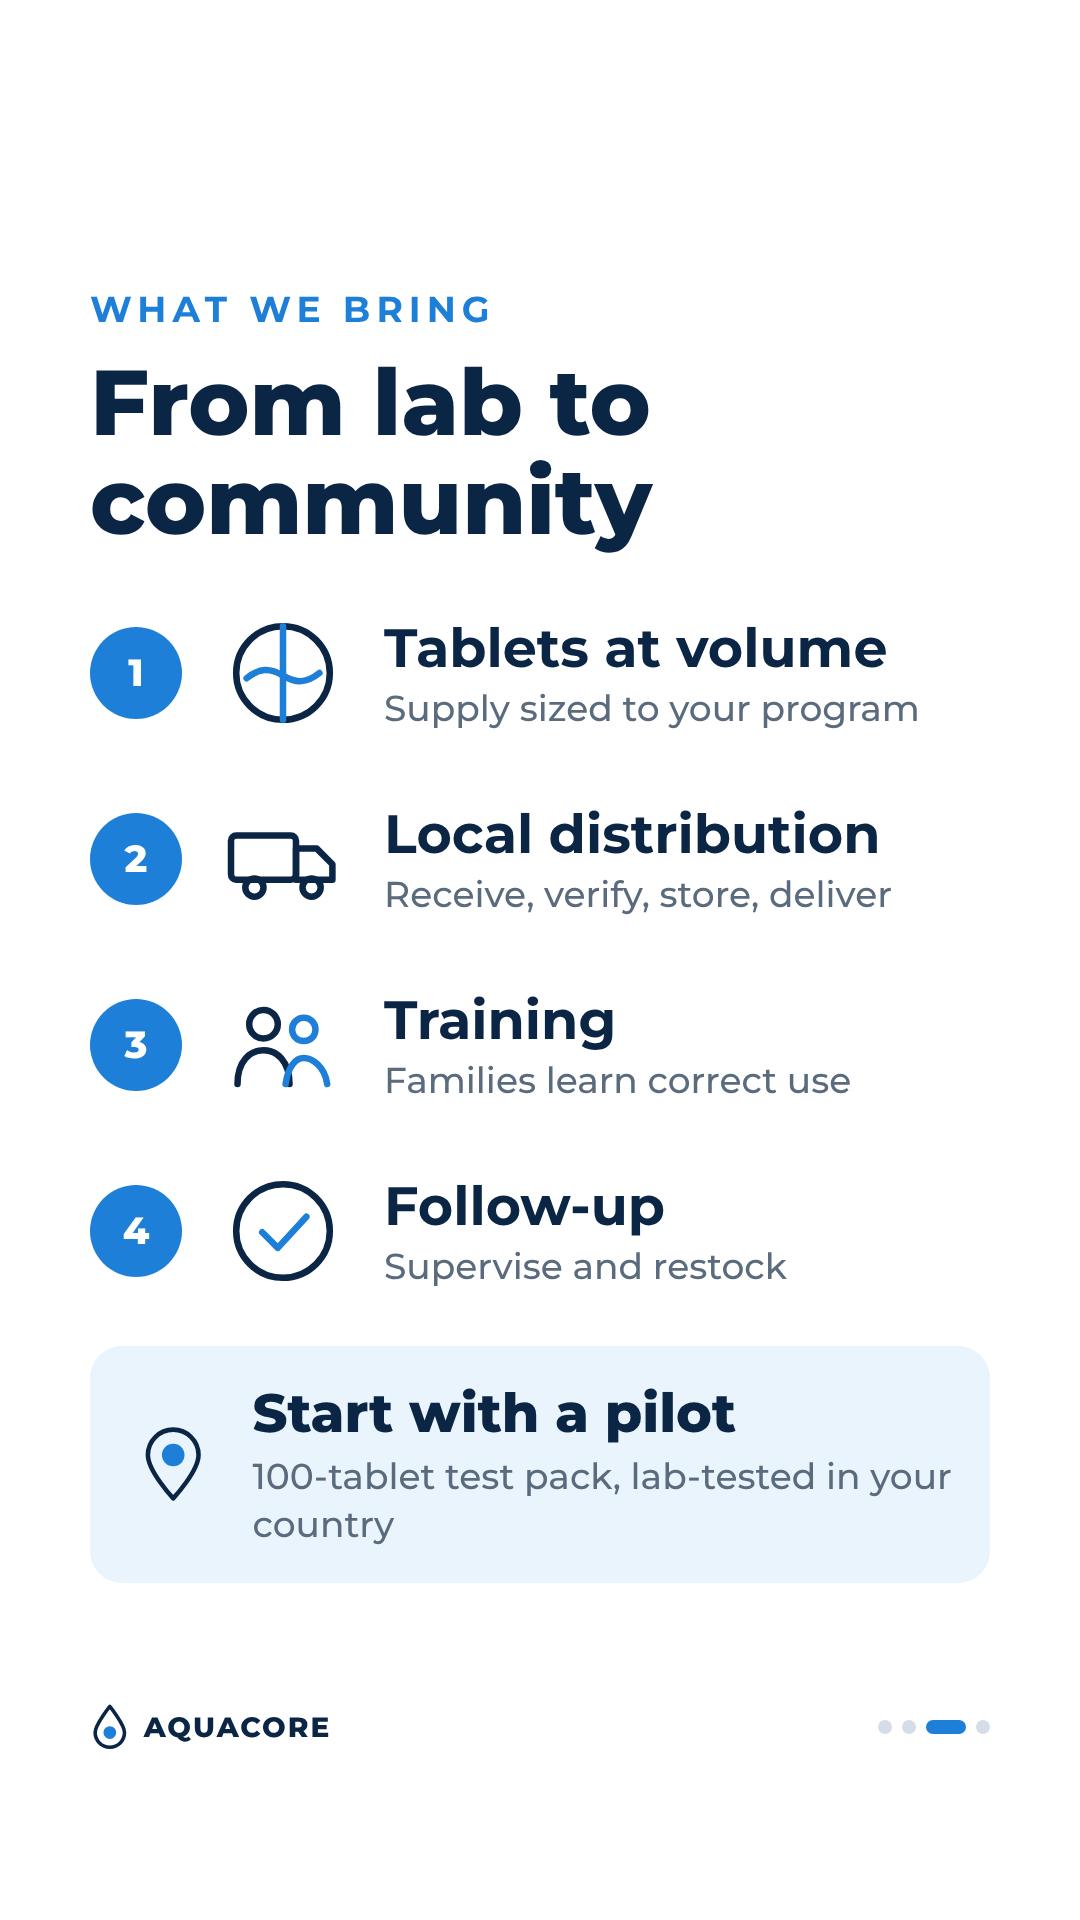 WHAT WE BRING
From lab to
community
1
Tablets at volume
Supply sized to your program
2
Local distribution
Receive, verify, store, deliver
3
Training
Families learn correct use
4
Follow-up
Supervise and restock
Start with a pilot
100-tablet test pack, lab-tested in your
country
AQUACORE